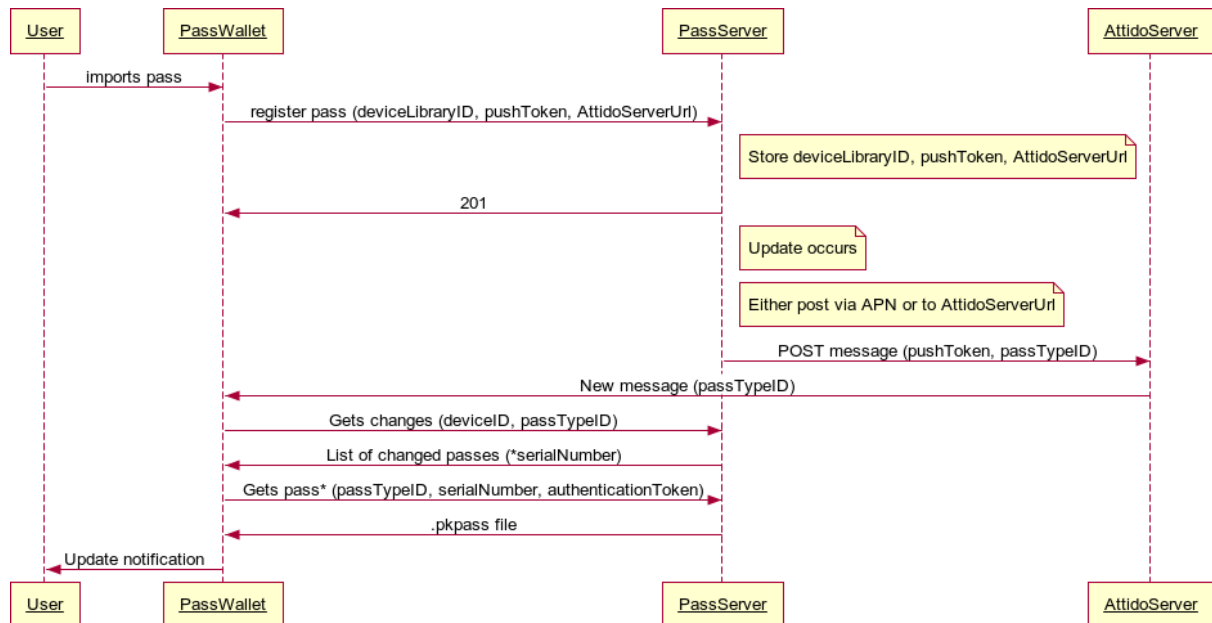 User
PassWallet
PassServer
AttidoServer
imports pass
register pass (deviceLibraryID, pushToken, AttidoServerUrl)
Store deviceLibraryID, pushToken, AttidoServerUrl
201
Update occurs
Either post via APN or to AttidoServerUrl
POST message (pushToken, passTypeID)
New message (passTypeID)
Gets changes (deviceID, passTypeID)
List of changed passes (*serialNumber)
Gets pass* (passTypeID, serialNumber, authenticationToken)
.pkpass file
Update notification
User
PassWallet
PassServer
AttidoServer